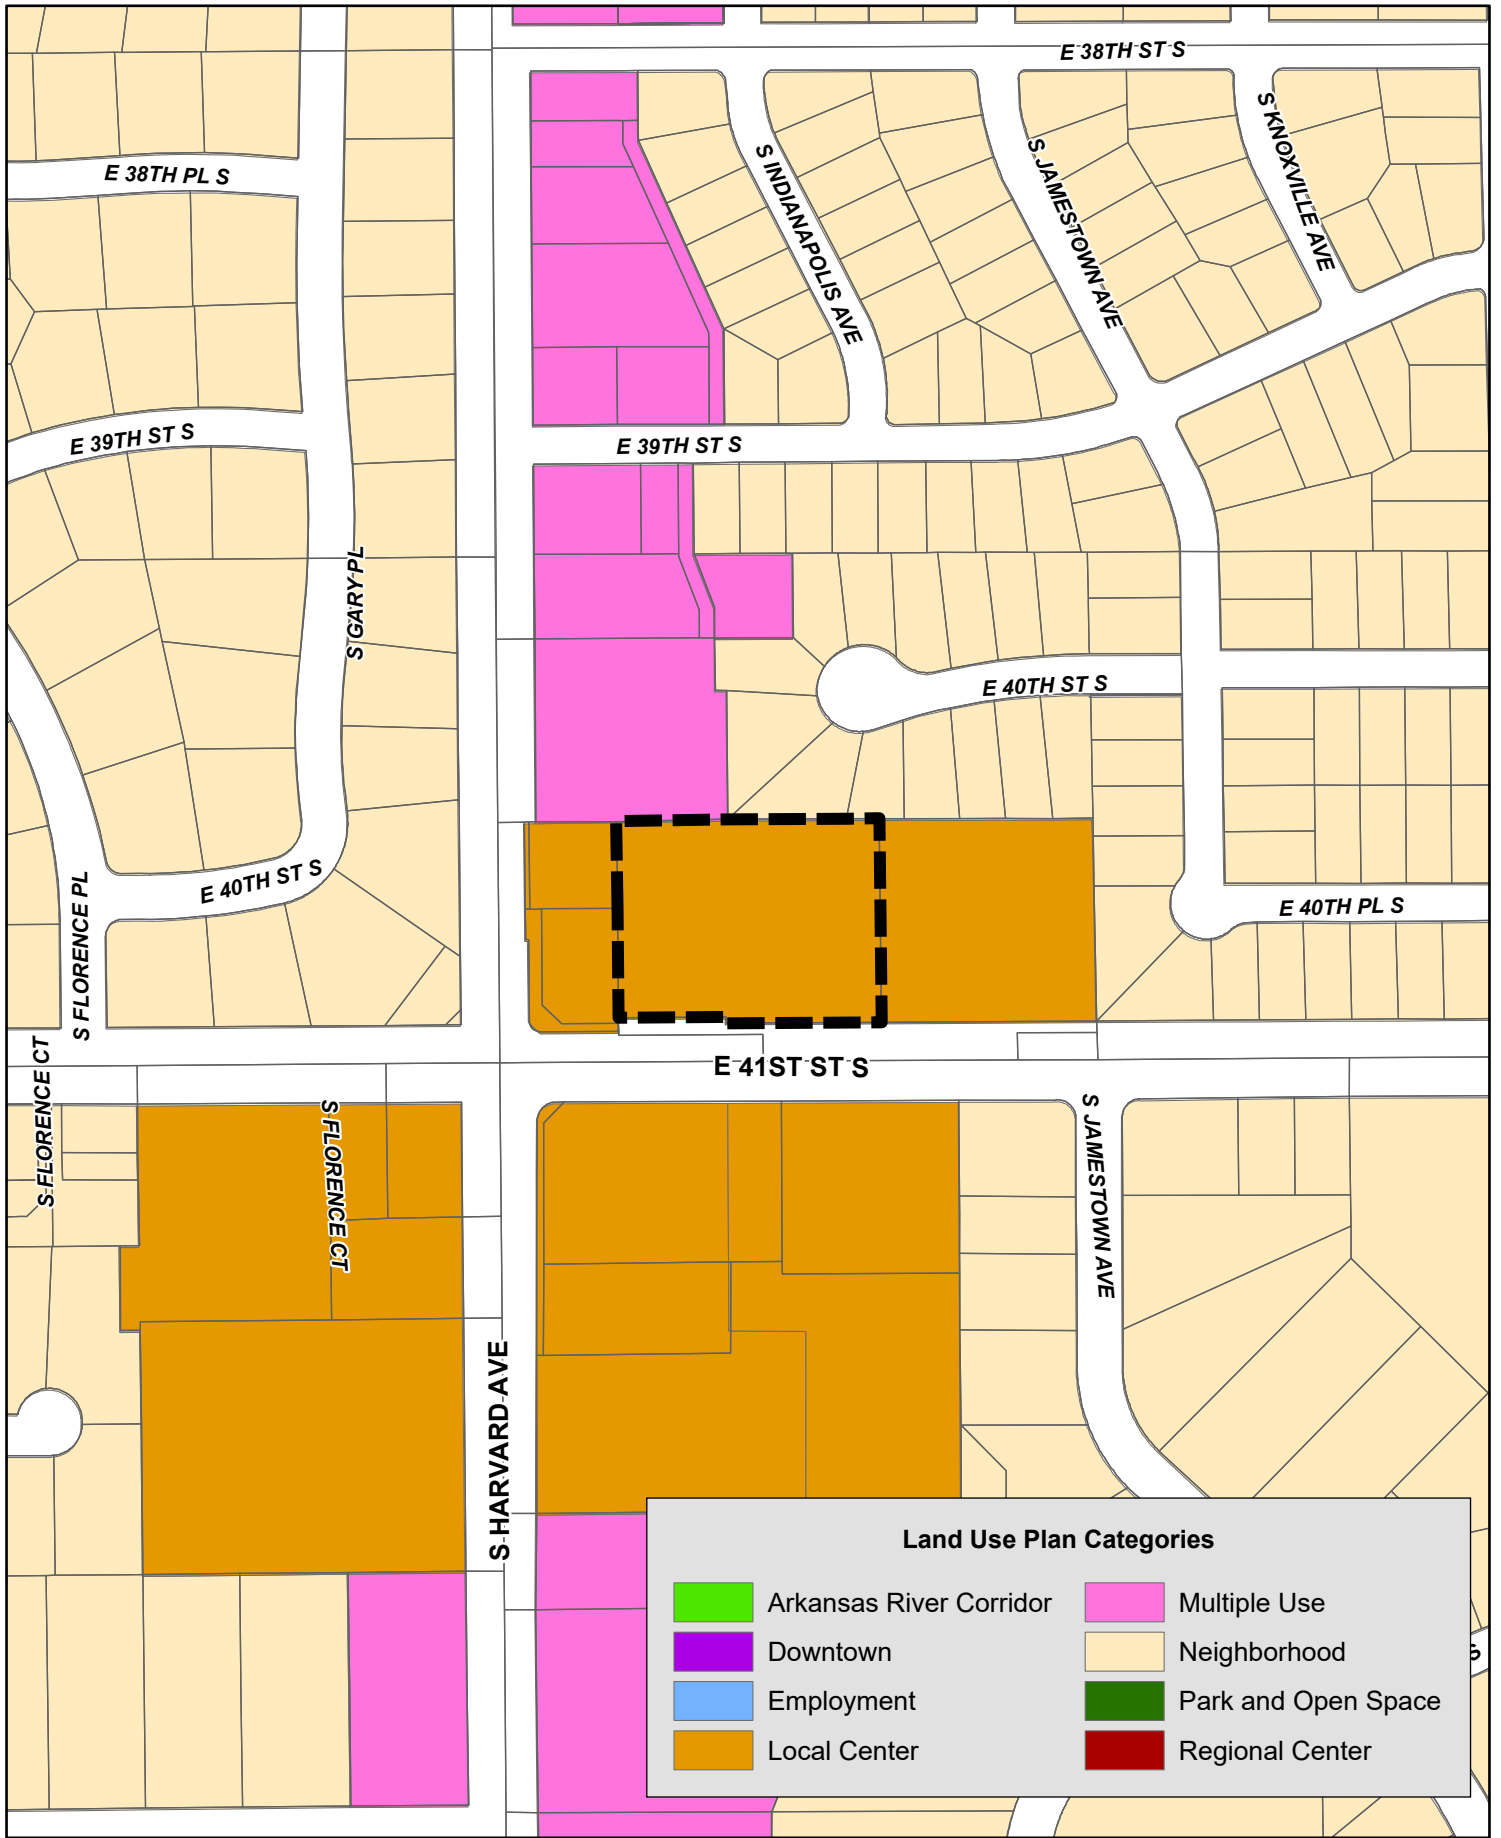 E 38TH ST S
S KNOXVILLE AVE
S JAMESTOWN AVE
S INDIANAPOLIS AVE
E 38TH PL S
E 39TH ST S
E 39TH ST S
S GARY PL
E 40TH ST S
E 40TH ST S
E 40TH PL S
S FLORENCE PL
E 41ST ST S
S FLORENCE CT
S FLORENCE CT
S JAMESTOWN AVE
S HARVARD AVE
Land Use Plan Categories
Arkansas River Corridor
Downtown
Employment
Local Center
Multiple Use
Neighborhood
Park and Open Space
Regional Center
S